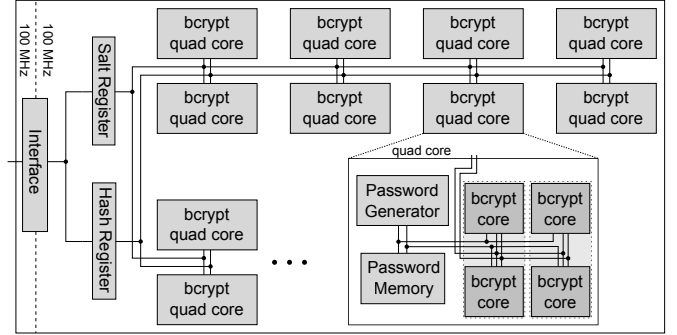 100 MHz
100 MHz
Interface
Salt Register
Hash Register
bcrypt
quad core
bcrypt
quad core
bcrypt
quad core
bcrypt
quad core
bcrypt
quad core
bcrypt
quad core
bcrypt
quad core
bcrypt
quad core
bcrypt
quad core
bcrypt
quad core
• • •
quad core
Password
Generator
Password
Memory
bcrypt
core
bcrypt
core
bcrypt
core
bcrypt
core